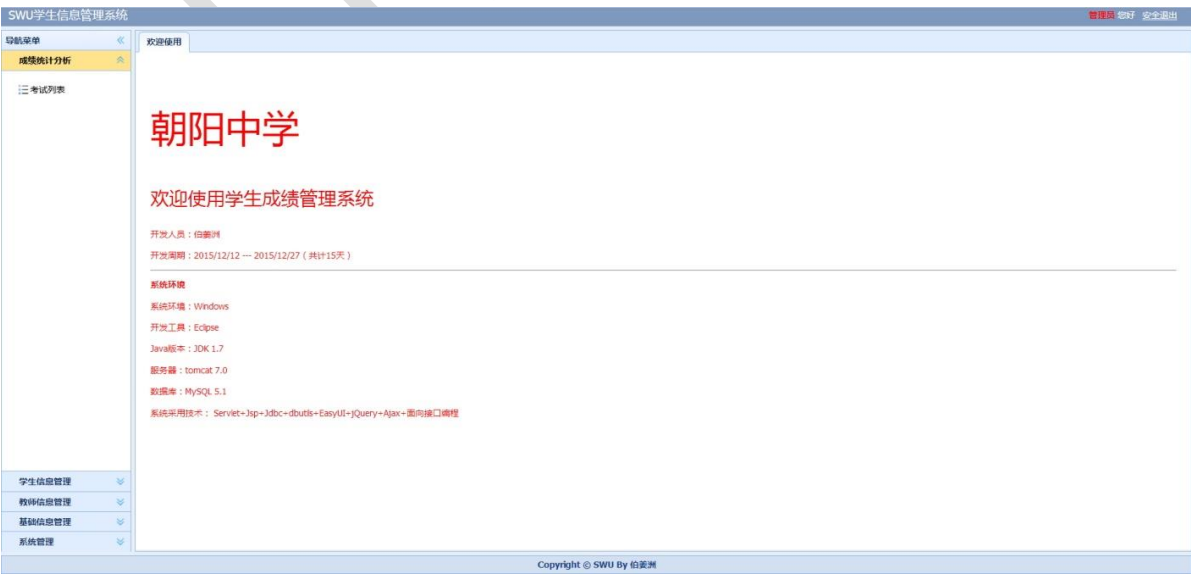 SWU学生信息管理系统
管理员 您好 安全退出
导航菜单
欢迎使用
成绩统计分析
考试列表
朝阳中学
欢迎使用学生成绩管理系统
开发人员：伯姜洲
开发周期：2015/12/12 --- 2015/12/27 ( 共计15天 )
系统环境
系统环境：Windows
开发工具：Eclipse
Java版本：JDK 1.7
服务器：tomcat 7.0
数据库：MySQL 5.1
系统采用技术： Servlet+Jsp+Jdbc+dbutils+EasyUI+jQuery+Ajax+面向接口编程
学生信息管理
教师信息管理
基础信息管理
系统管理
Copyright © SWU By 伯姜洲